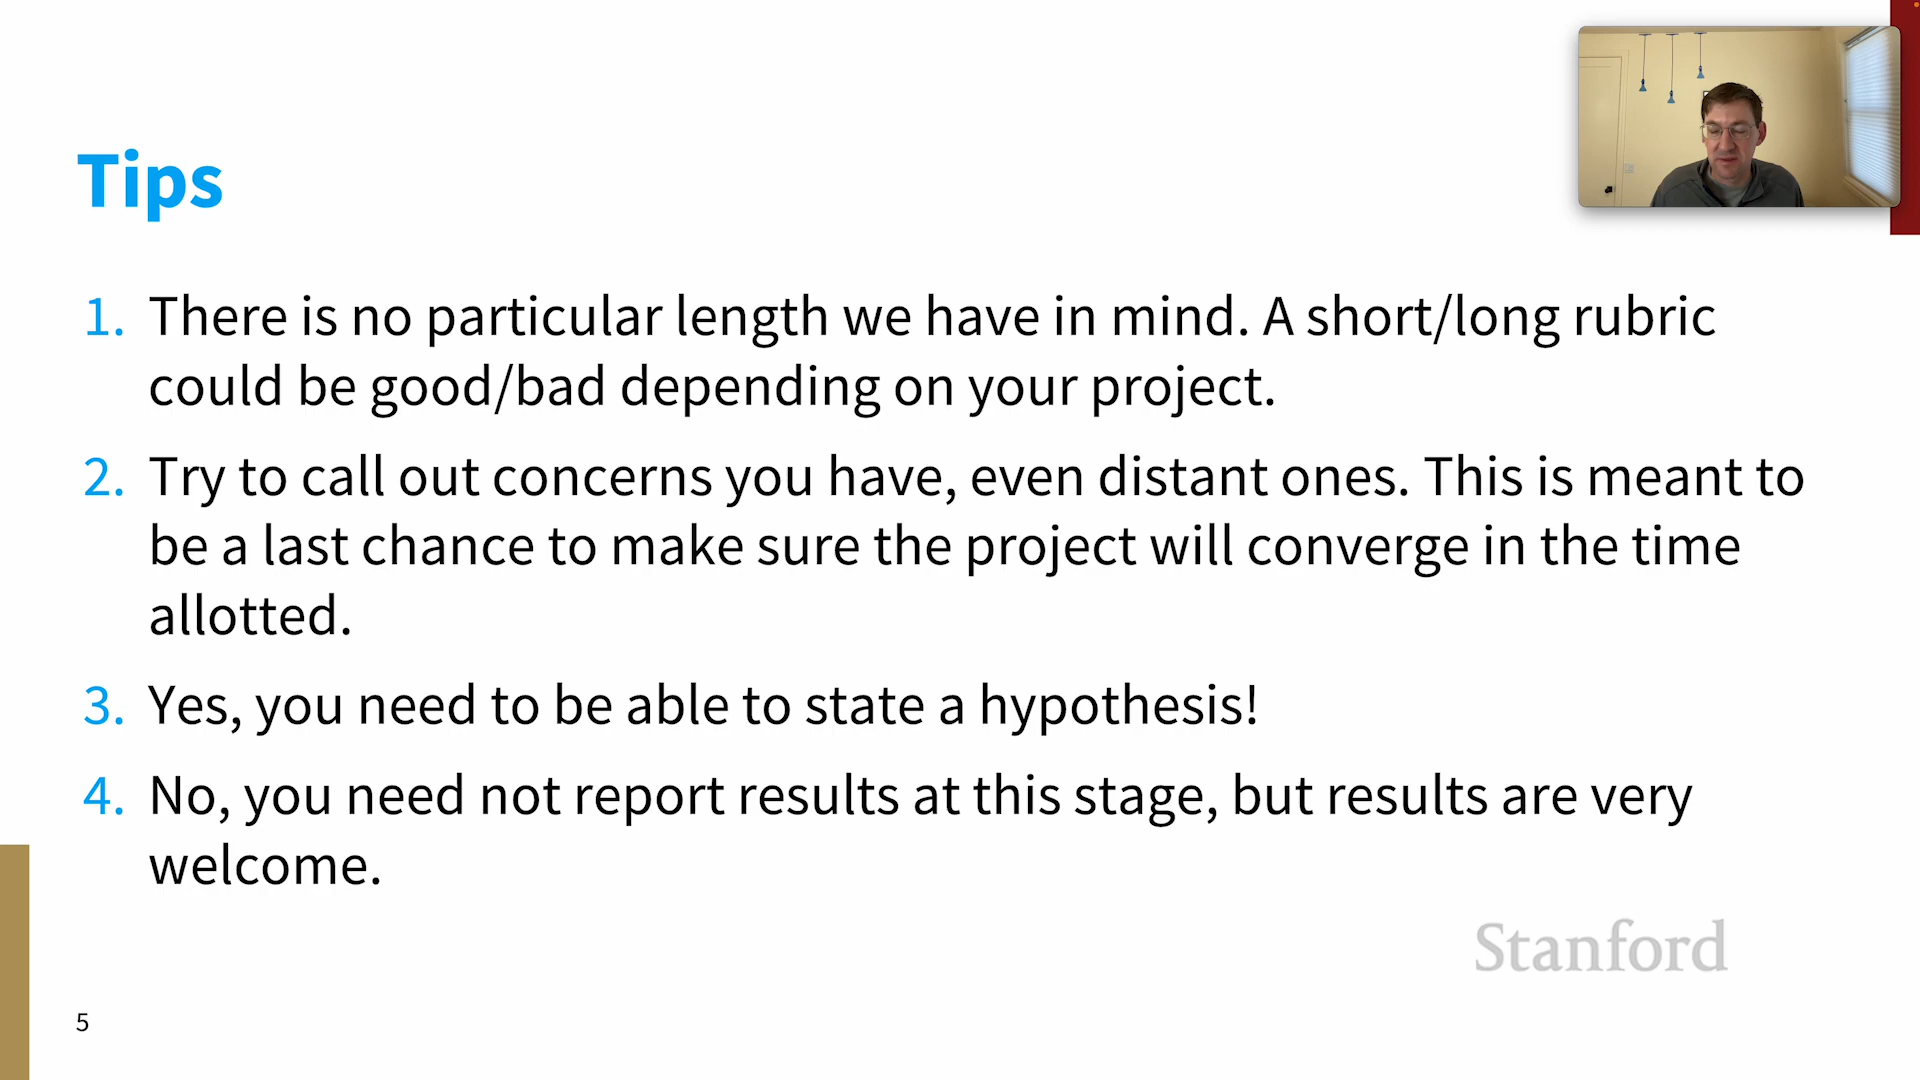 Tips
1. There is no particular length we have in mind. A short/long rubric
could be good/bad depending on your project.
2. Try to call out concerns you have, even distant ones. This is meant to
be a last chance to make sure the project will converge in the time
allotted.
3. Yes, you need to be able to state a hypothesis!
4. No, you need not report results at this stage, but results are very
welcome.
Stanford
5